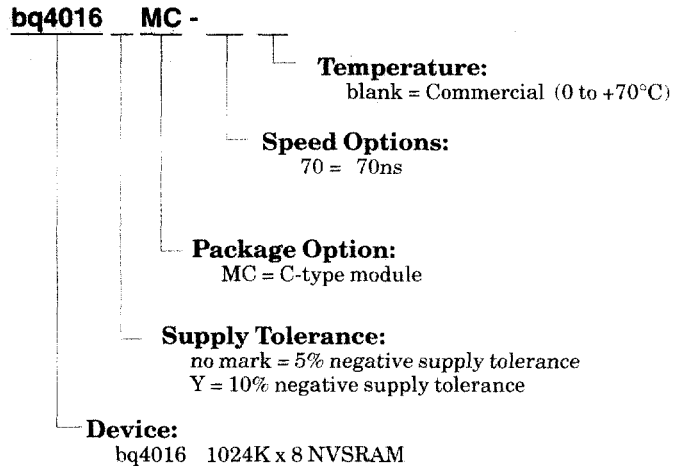 bq4016 MC -
Temperature:
blank = Commercial (0 to +70°C)
Speed Options:
70 = 70ns
Package Option:
MC = C-type module
Supply Tolerance:
no mark = 5% negative supply tolerance
Y = 10% negative supply tolerance
Device:
bq4016 1024K x 8 NVSRAM